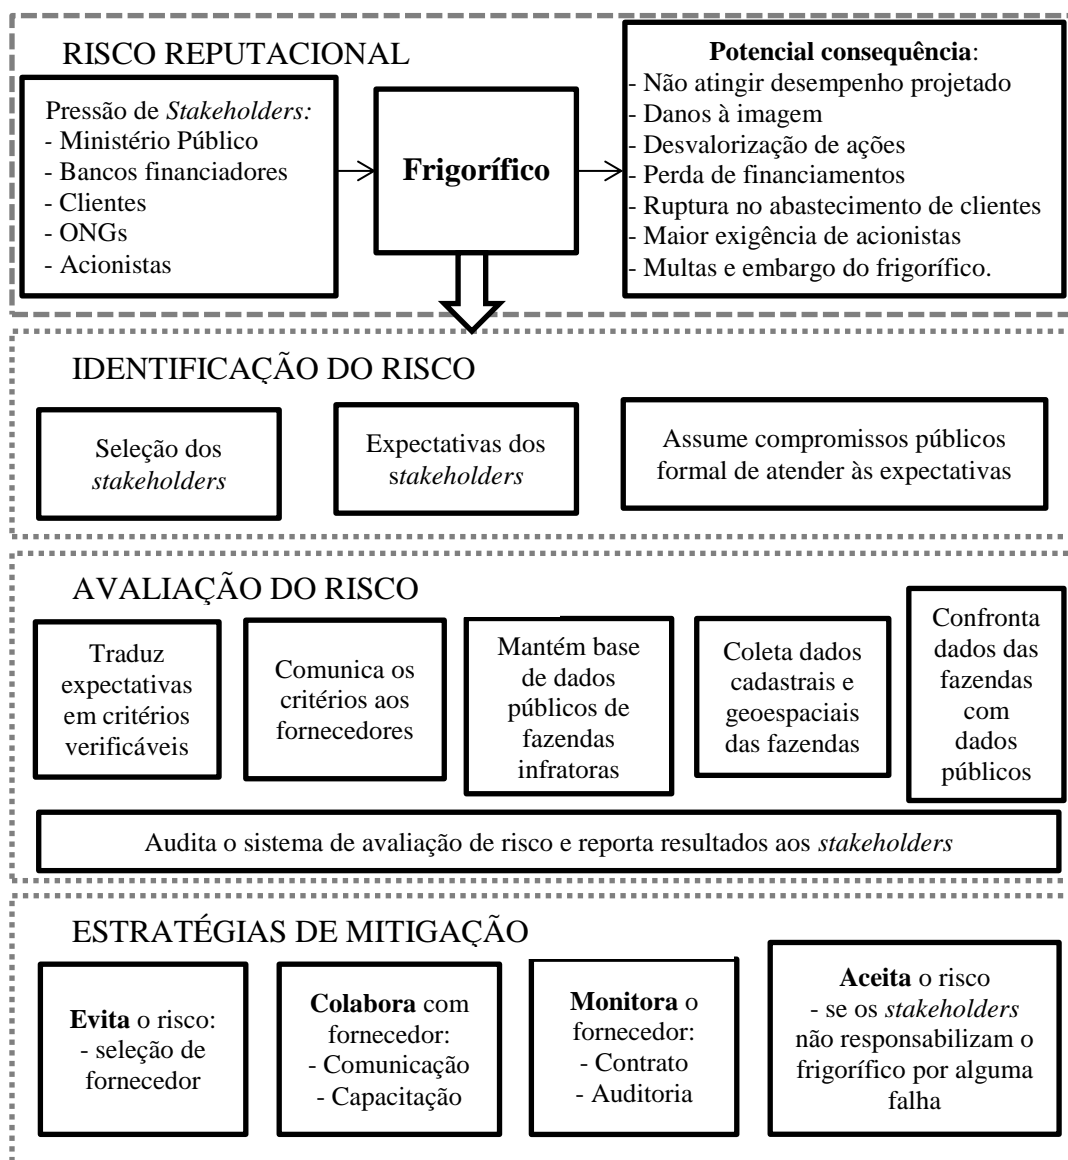 RISCO REPUTACIONAL
Pressão de Stakeholders:
- Ministério Público
- Bancos financiadores
- Clientes
- ONGs
- Acionistas
Frigorífico
Potencial consequência:
- Não atingir desempenho projetado
- Danos à imagem
- Desvalorização de ações
- Perda de financiamentos
- Ruptura no abastecimento de clientes
- Maior exigência de acionistas
- Multas e embargo do frigorífico.
IDENTIFICAÇÃO DO RISCO
Seleção dos
stakeholders
Expectativas dos
stakeholders
Assume compromissos públicos
formal de atender às expectativas
AVALIAÇÃO DO RISCO
Traduz
expectativas
em critérios
verificáveis
Comunica os
critérios aos
fornecedores
Mantém base
de dados
públicos de
fazendas
infratoras
Coleta dados
cadastrais e
geoespaciais
das fazendas
Confronta
dados das
fazendas
com
dados
públicos
Audita o sistema de avaliação de risco e reporta resultados aos stakeholders
ESTRATÉGIAS DE MITIGAÇÃO
Evita o risco:
- seleção de
fornecedor
Colabora com
fornecedor:
- Comunicação
- Capacitação
Monitora o
fornecedor:
- Contrato
- Auditoria
Aceita o risco
- se os stakeholders
não responsabilizam o
frigorífico por alguma
falha